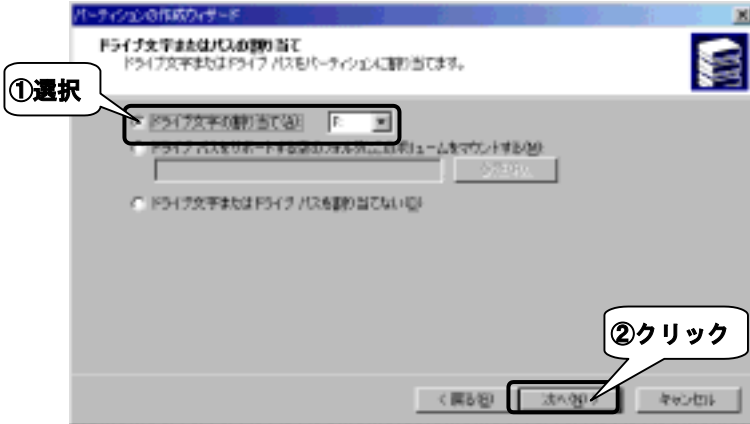 パーティションの作成ウィザード
ドライブ文字またはパスの割り当て
ドライブ文字またはドライブ パスをパーティションに割り当てます。
①選択
ドライブ文字の割り当て(A): F:
ドライブ パスをサポートする空のフォルダにこのボリュームをマウントする(M):
ドライブ文字またはドライブ パスを割り当てない(D)
②クリック
< 戻る(B) 次へ(N) > キャンセル